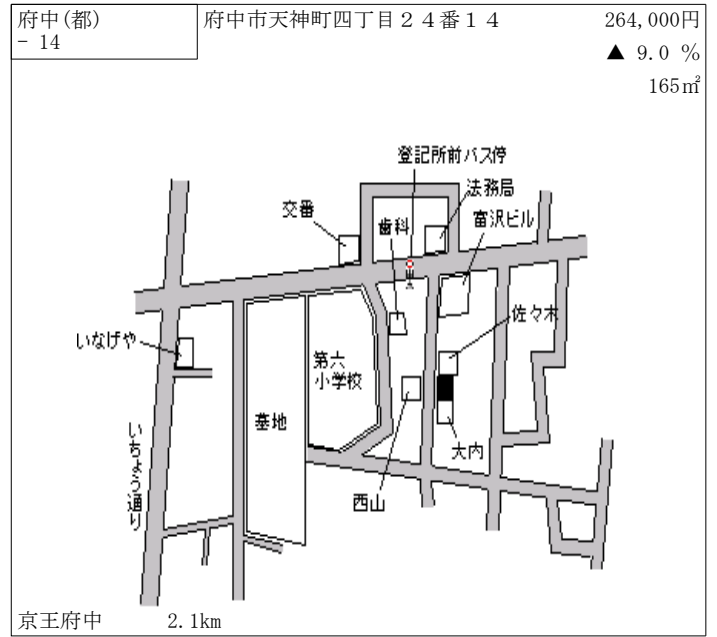 府中(都)
- 14
府中市天神町四丁目２４番１４
264,000円
▲ 9.0 %
165㎡
登記所前バス停
法務局
交番
歯科
富沢ビル
佐々木
いなげや
第六
小学校
墓地
いちょう通り
大内
西山
京王府中 2.1km